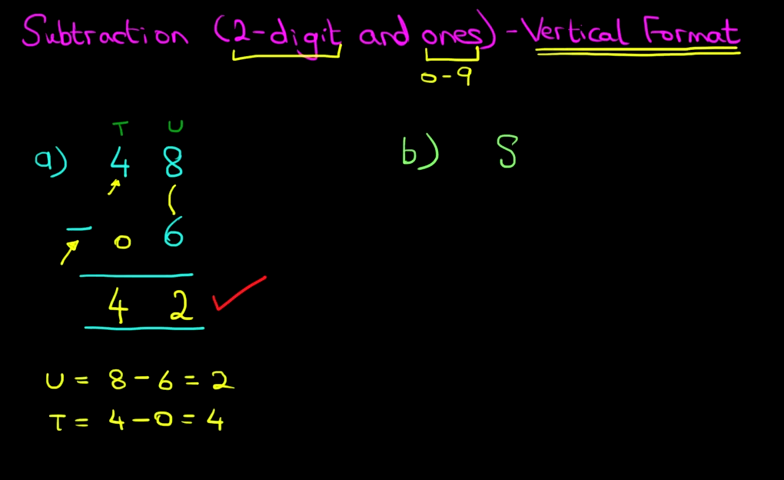 Subtraction (2-digit and ones) - Vertical Format
0-9
T U
a) 4 8
- 0 6
4 2
U = 8 - 6 = 2
T = 4 - 0 = 4
b)